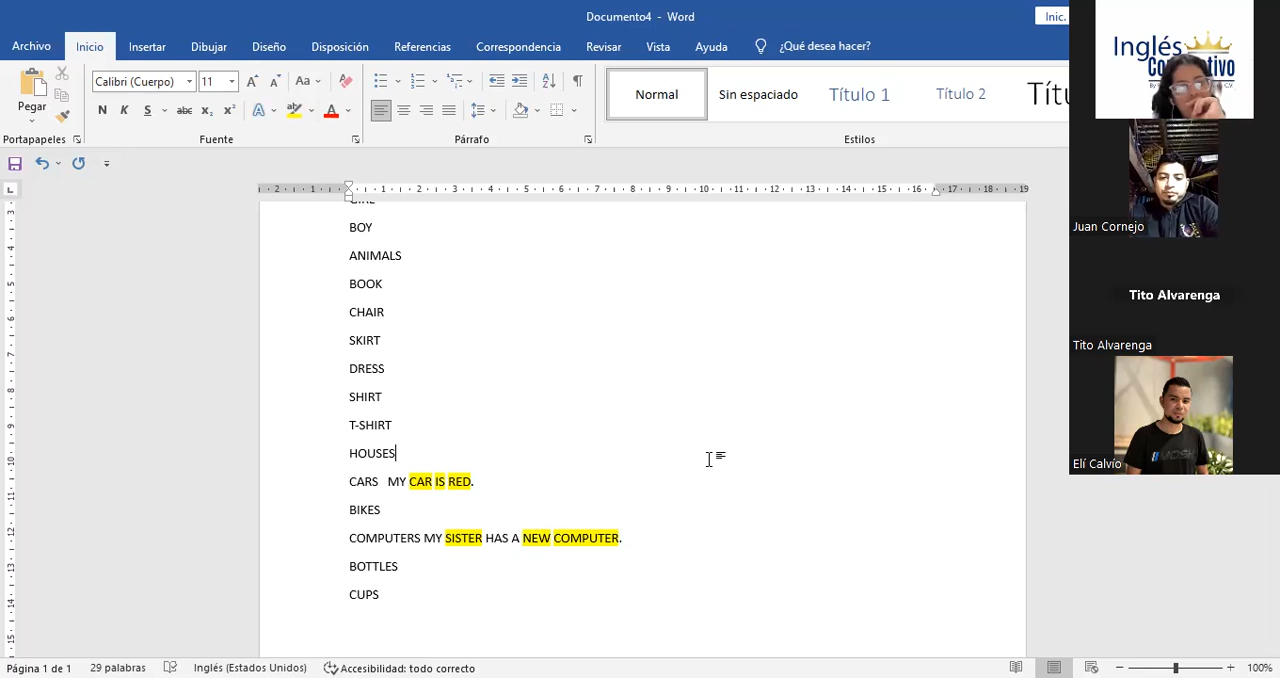 Documento4 - Word
Inic.
Archivo Inicio Insertar Dibujar Diseño Disposición Referencias Correspondencia Revisar Vista Ayuda ¿Qué desea hacer?
Pegar
Calibri (Cuerpo) 11
Normal
Sin espaciado
Título 1
Título 2
Portapapeles Fuente Párrafo Estilos
BOY
ANIMALS
BOOK
CHAIR
SKIRT
DRESS
SHIRT
T-SHIRT
HOUSES
CARS MY CAR IS RED.
BIKES
COMPUTERS MY SISTER HAS A NEW COMPUTER.
BOTTLES
CUPS
Página 1 de 1 29 palabras Inglés (Estados Unidos) Accesibilidad: todo correcto 100%
Inglés
Juan Cornejo
Tito Alvarenga
Tito Alvarenga
Elí Calvío